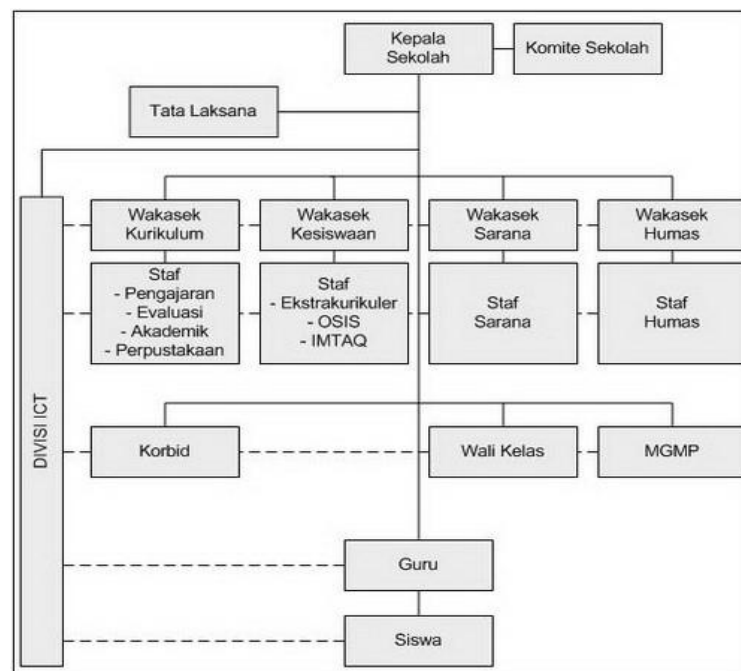 Kepala
Sekolah
Komite Sekolah
Tata Laksana
DIVISI ICT
Wakasek
Kurikulum
Wakasek
Kesiswaan
Wakasek
Sarana
Wakasek
Humas
Staf
- Pengajaran
- Evaluasi
- Akademik
- Perpustakaan
Staf
- Ekstrakurikuler
- OSIS
- IMTAQ
Staf
Sarana
Staf
Humas
Korbid
Wali Kelas
MGMP
Guru
Siswa